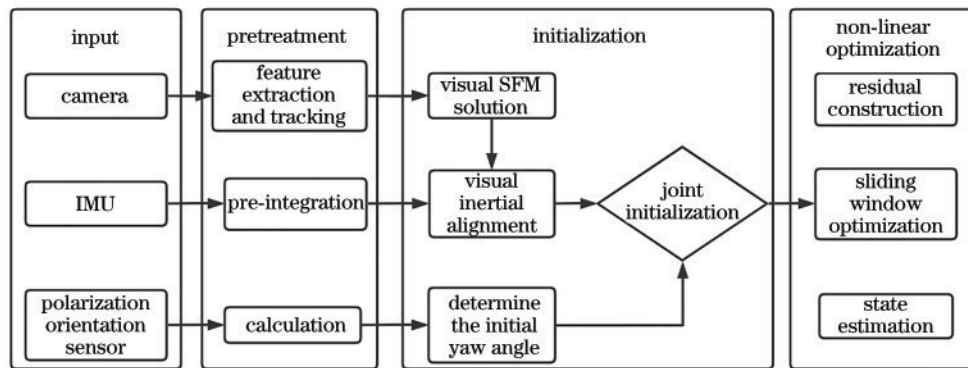 input
camera
IMU
polarization
orientation
sensor
pretreatment
feature
extraction
and tracking
pre-integration
calculation
initialization
visual SFM
solution
visual
inertial
alignment
determine
the initial
yaw angle
joint
initialization
non-linear
optimization
residual
construction
sliding
window
optimization
state
estimation